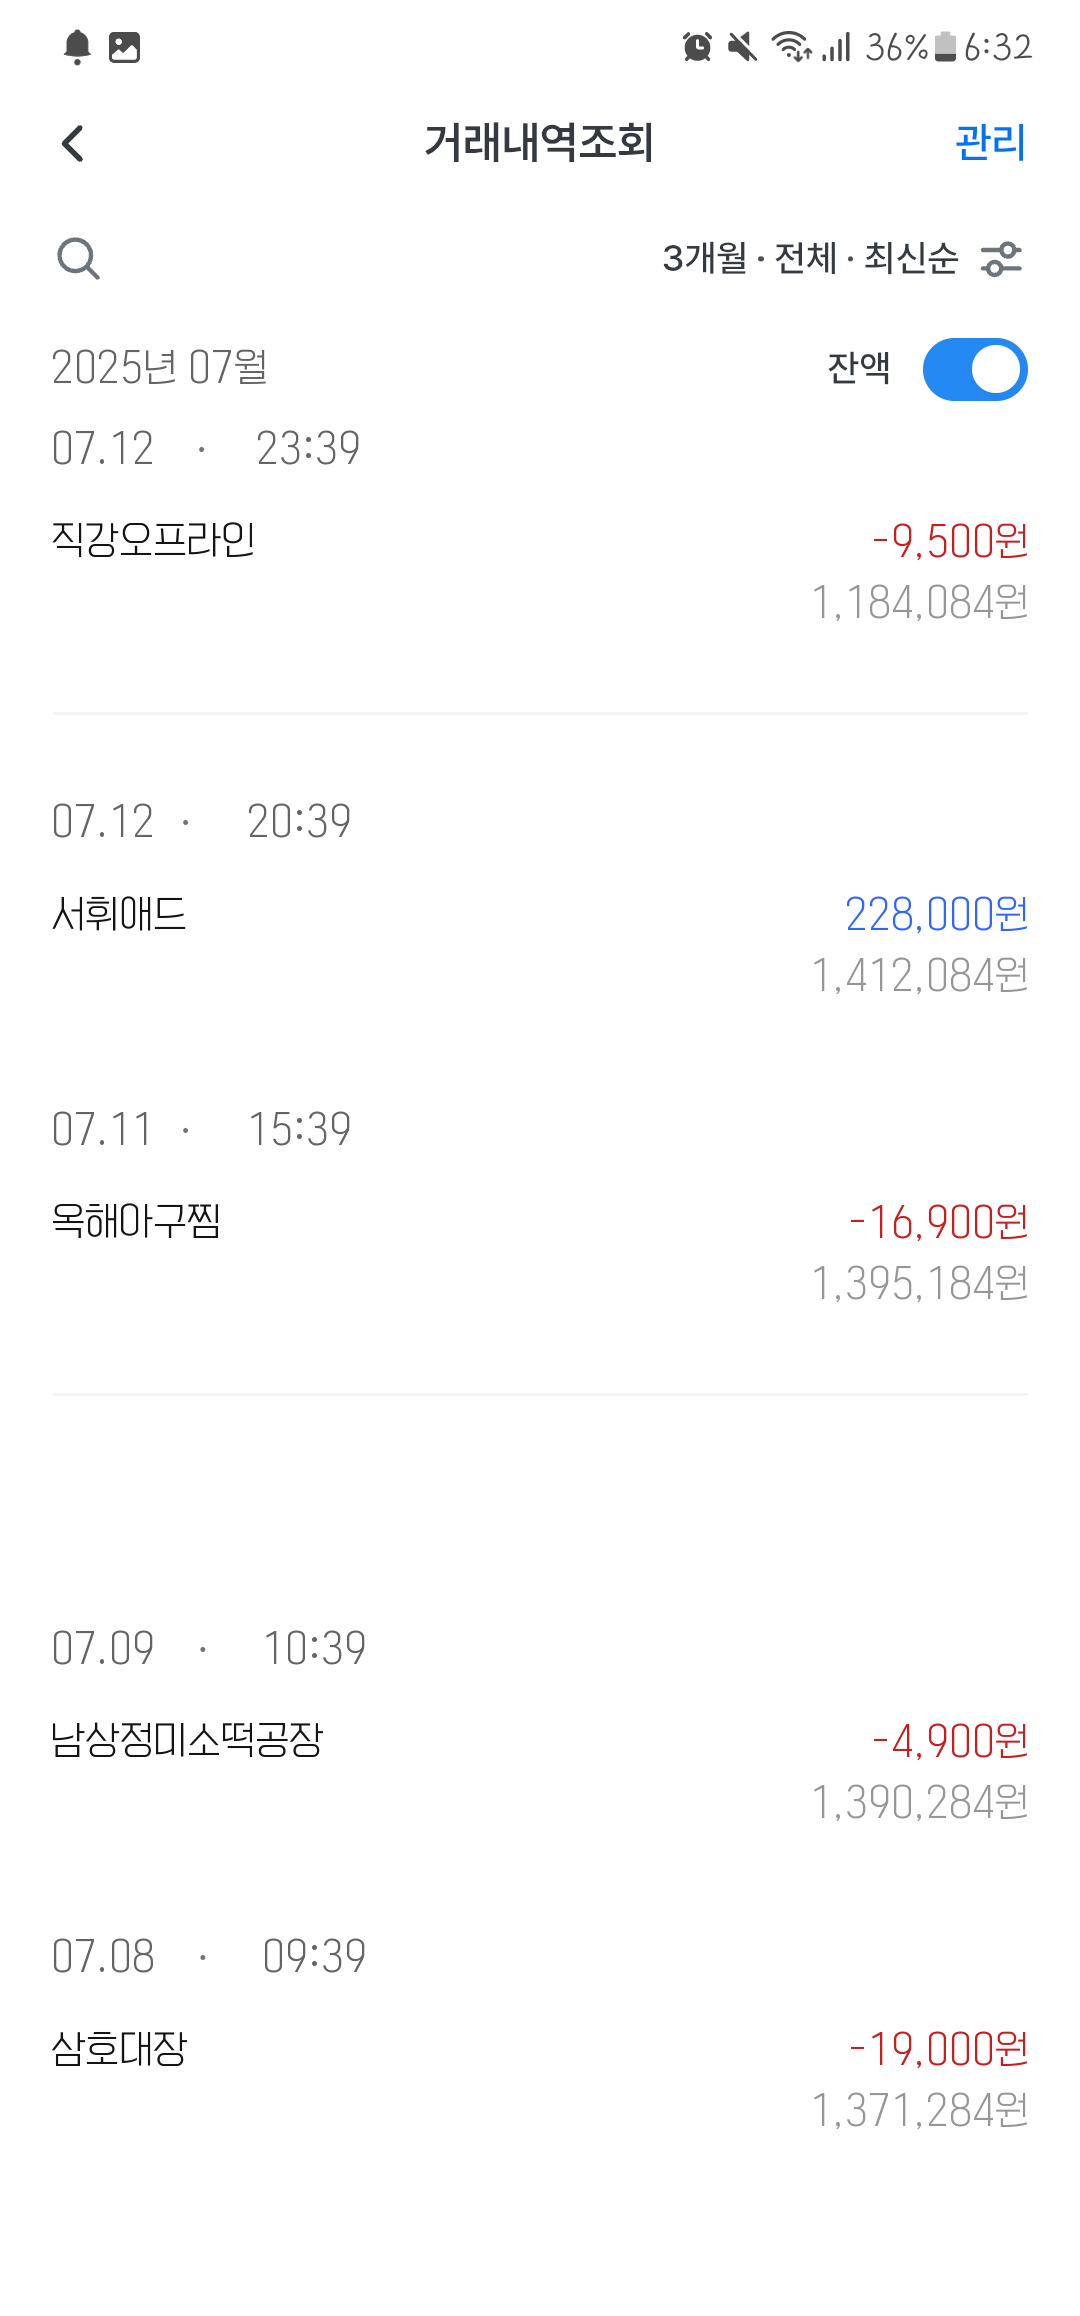 36% 6:32
거래내역조회 관리
3개월 · 전체 · 최신순
2025년 07월 잔액
07.12 · 23:39
직강오프라인 -9,500원
1,184,084원
07.12 · 20:39
서휘애드 228,000원
1,412,084원
07.11 · 15:39
옥해아구찜 -16,900원
1,395,184원
07.09 · 10:39
남상정미소떡공장 -4,900원
1,390,284원
07.08 · 09:39
삼호대장 -19,000원
1,371,284원